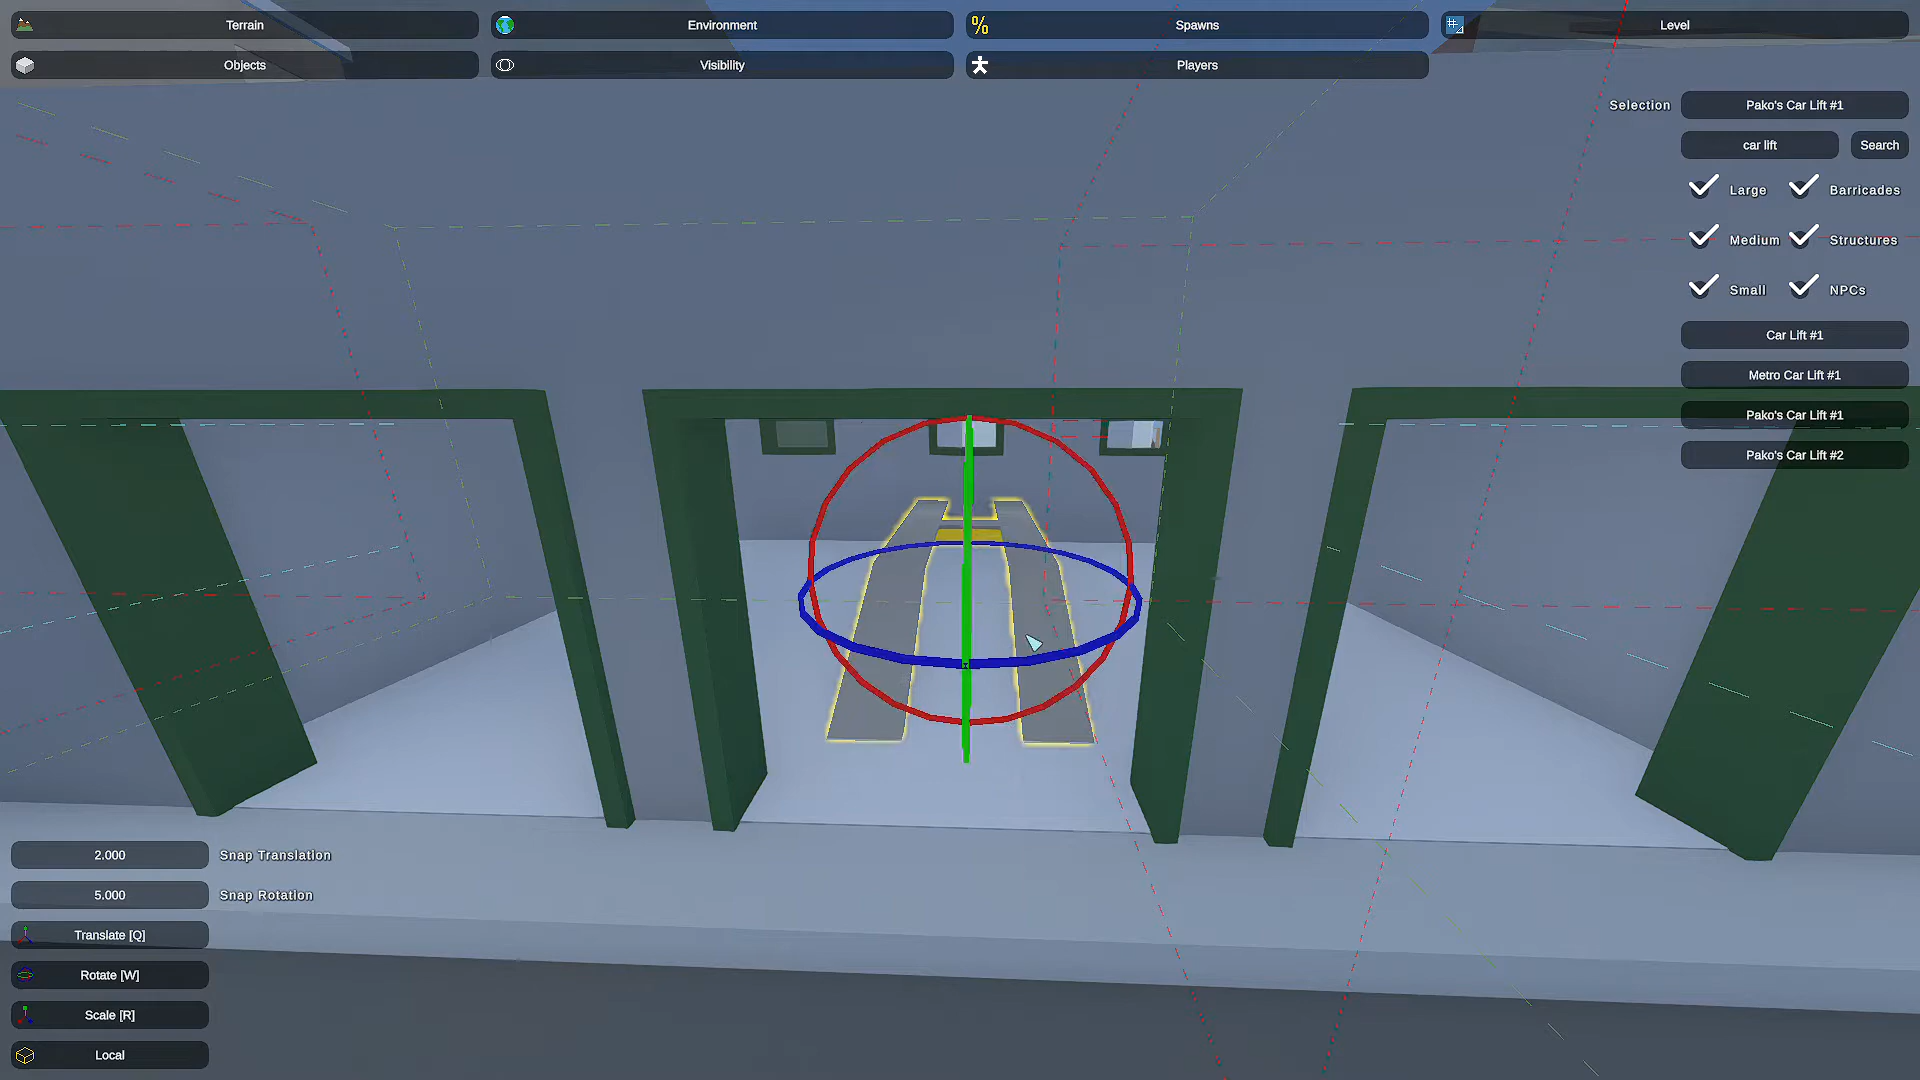 Terrain
Environment
Spawns
Level
Objects
Visibility
Players
Selection
Pako's Car Lift #1
car lift
Search
Large
Barricades
Medium
Structures
Small
NPCs
Car Lift #1
Metro Car Lift #1
Pako's Car Lift #1
Pako's Car Lift #2
2.000
Snap Translation
5.000
Snap Rotation
Translate [Q]
Rotate [W]
Scale [R]
Local